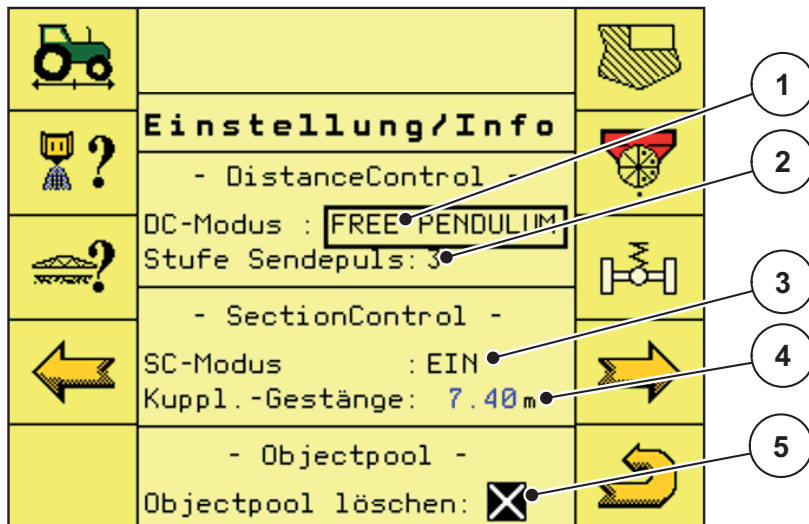 Einstellung/Info
- DistanceControl -
DC-Modus : FREE PENDULUM
Stufe Sendepuls: 3
- SectionControl -
SC-Modus : EIN
Kuppl.-Gestänge: 7.40 m
- Objectpool -
Objectpool löschen:
?
?
1
2
3
4
5